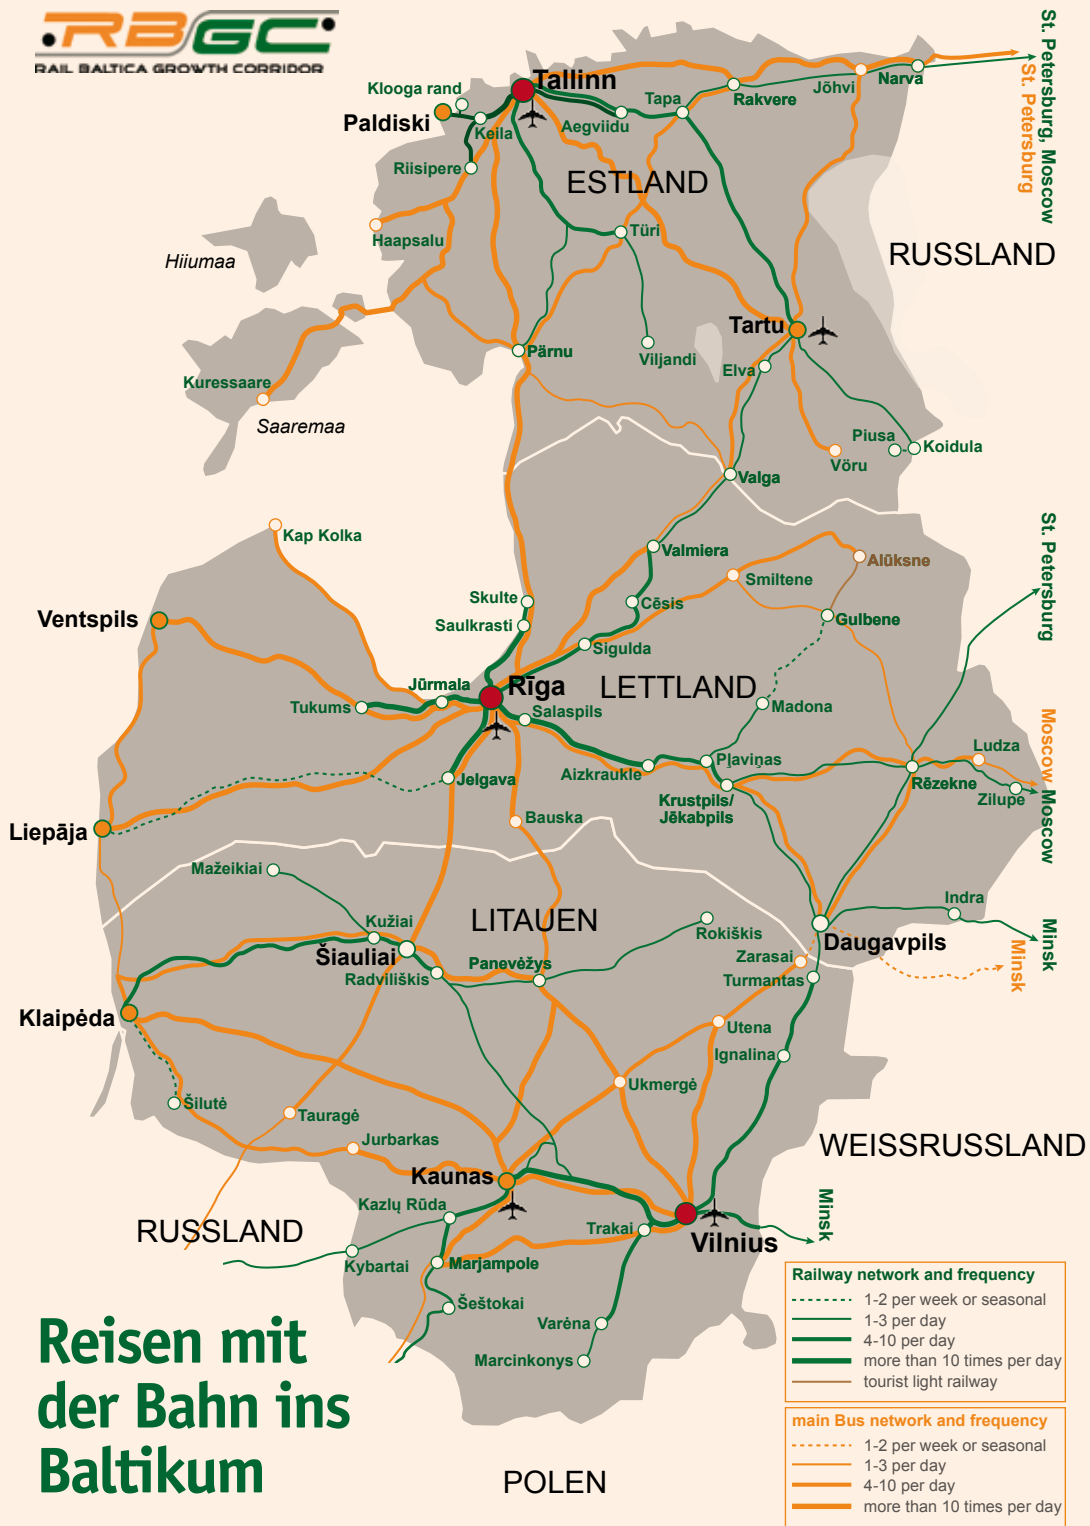 RBGC
RAIL BALTICA GROWTH CORRIDOR
St. Petersburg, Moscow
St. Petersburg
Tallinn
Klooga rand
Paldiski
Keila
Aegviidu
Tapa
Rakvere
Jõhvi
Narva
Riisipere
ESTLAND
Haapsalu
Türi
Hiiumaa
RUSSLAND
Tartu
Pärnu
Viljandi
Elva
Kuressaare
Saaremaa
Piusa
Koidula
Võru
Valga
St. Petersburg
Kap Kolka
Valmiera
Alūksne
Smiltene
Skulte
Cēsis
Ventspils
Saulkrasti
Gulbene
Sigulda
Jūrmala
Rīga
LETTLAND
Tukums
Salaspils
Madona
Moscow
Ludza
Pļaviņas
Aizkraukle
Jelgava
Rēzekne
Zilupe
Moscow
Krustpils/
Jēkabpils
Bauska
Liepāja
Mažeikiai
Indra
Kužiai
LITAUEN
Rokiškis
Daugavpils
Minsk
Minsk
Šiauliai
Zarasai
Panevėžys
Radviliškis
Turmantas
Klaipėda
Utena
Ignalina
Šilutė
Ukmergė
Tauragė
Jurbarkas
WEISSRUSSLAND
Kaunas
Kazlų Rūda
Minsk
RUSSLAND
Trakai
Vilnius
Kybartai
Marjampole
Šeštokai
Varėna
Marcinkonys
Reisen mit
der Bahn ins
Baltikum
POLEN
Railway network and frequency
1-2 per week or seasonal
1-3 per day
4-10 per day
more than 10 times per day
tourist light railway
main Bus network and frequency
1-2 per week or seasonal
1-3 per day
4-10 per day
more than 10 times per day